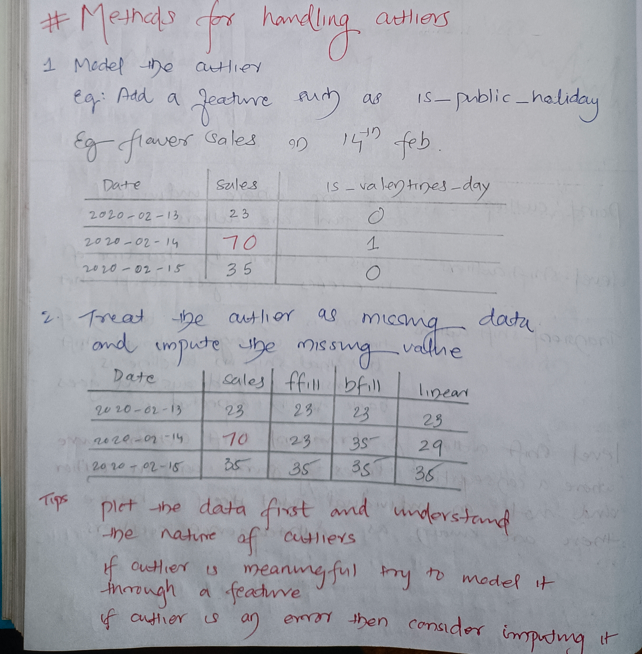 # Methods for handling outliers
1 Model the outlier
Eg: Add a feature such as is_public_holiday
Eg flower sales on 14th feb.
Date sales is_valentines_day
2020-02-13 23 0
2020-02-14 70 1
2020-02-15 35 0
2. Treat the outlier as missing data
and impute the missing value
Date sales ffill bfill linear
2020-02-13 23 23 23 23
2020-02-14 70 23 35 29
2020-02-15 35 35 35 35
Tips plot the data first and understand
the nature of outliers
if outlier is meaningful try to model it
through a feature
if outlier is an error then consider imputing it